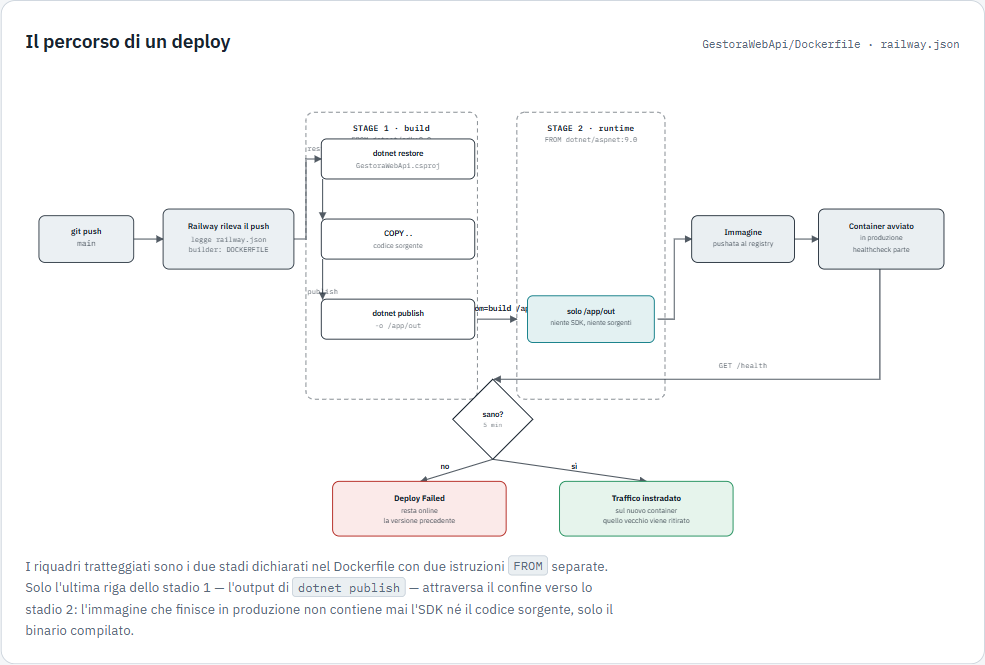 Il percorso di un deploy
GestoraWebApi/Dockerfile · railway.json
STAGE 1 · build
STAGE 2 · runtime
FROM dotnet/aspnet:9.0
res
dotnet restore
GestoraWebApi.csproj
git push
main
Railway rileva il push
legge railway.json
builder: DOCKERFILE
COPY . .
codice sorgente
Immagine
pushata al registry
Container avviato
in produzione
healthcheck parte
publish
dotnet publish
-o /app/out
om=build /ap
solo /app/out
niente SDK, niente sorgenti
GET /health
sano?
5 min
no
sì
Deploy Failed
resta online
la versione precedente
Traffico instradato
sul nuovo container
quello vecchio viene ritirato
I riquadri tratteggiati sono i due stadi dichiarati nel Dockerfile con due istruzioni FROM separate.
Solo l'ultima riga dello stadio 1 — l'output di dotnet publish — attraversa il confine verso lo
stadio 2: l'immagine che finisce in produzione non contiene mai l'SDK né il codice sorgente, solo il
binario compilato.